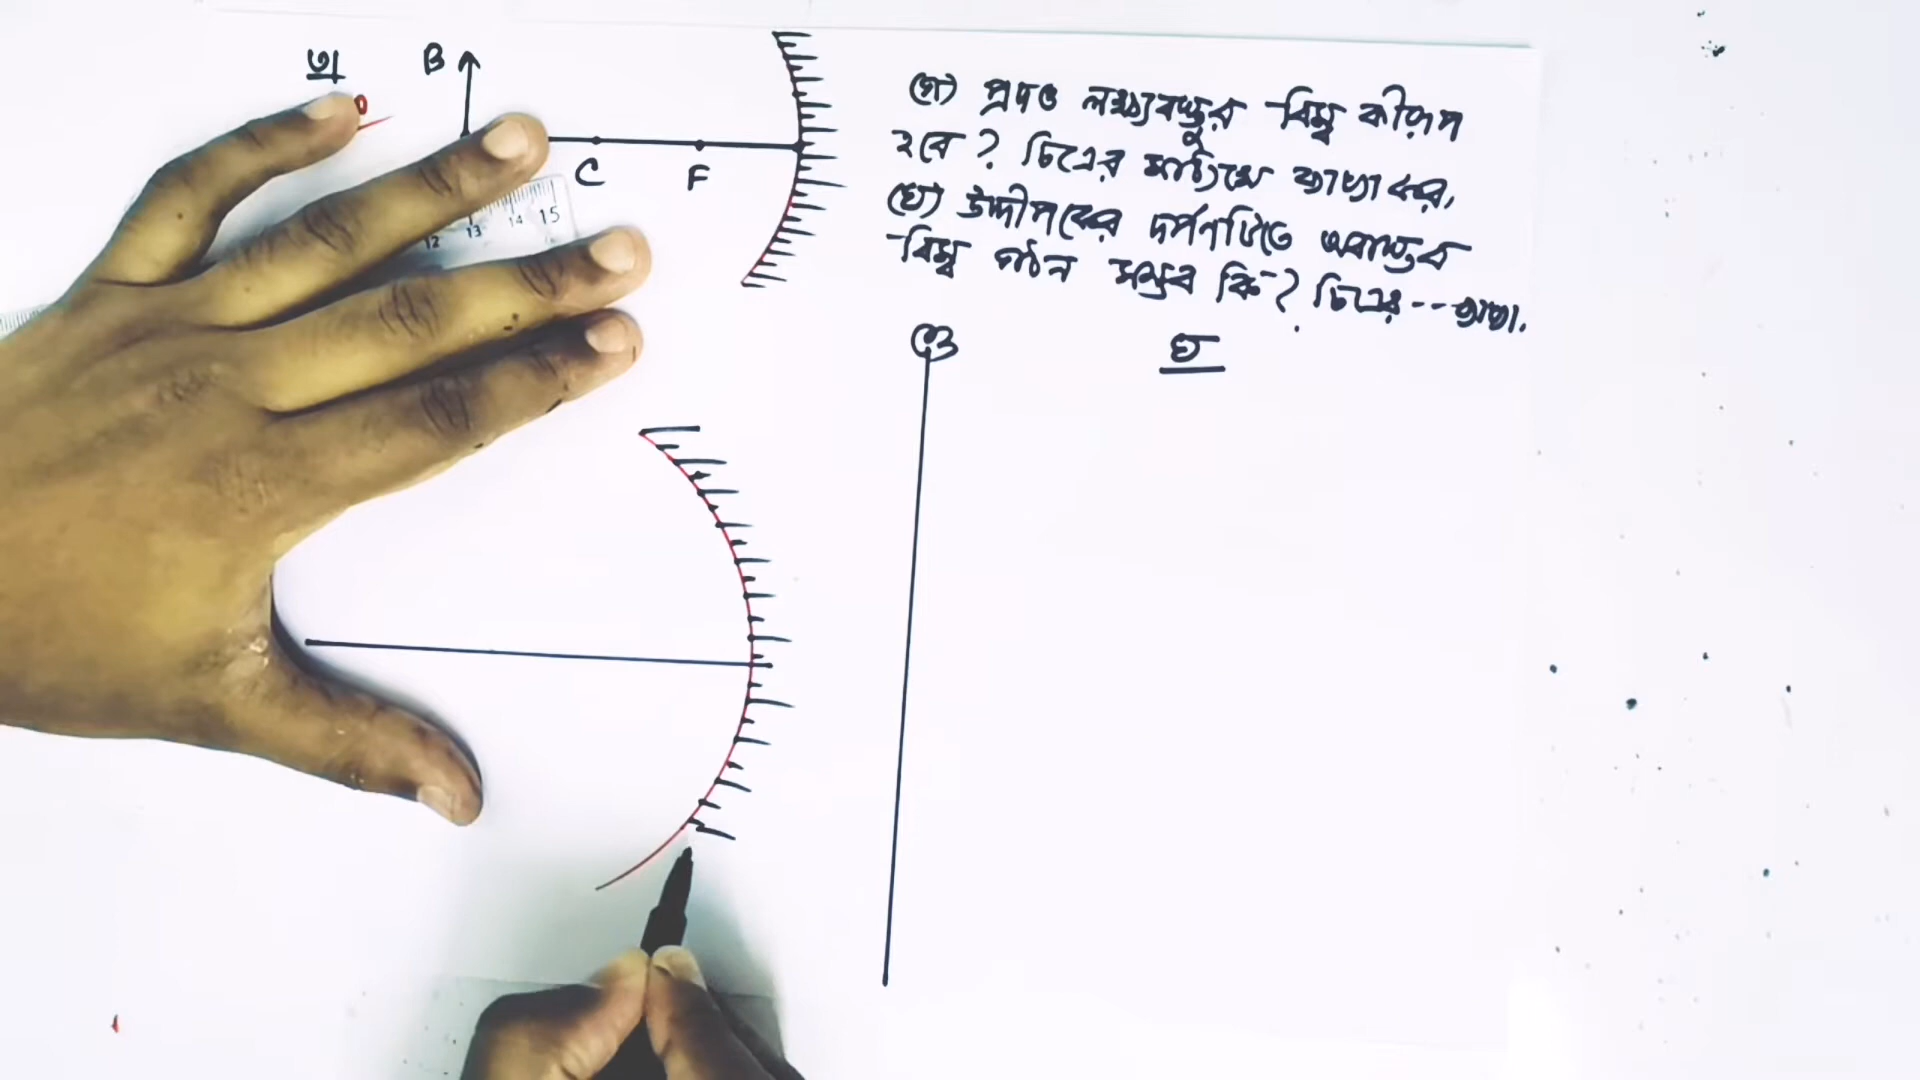 B
C F
12 13 14 15
গ) প্রদত্ত লক্ষ্যবস্তুর বিম্ব কীরূপ
হবে? চিত্রের মাধ্যমে ব্যাখ্যা কর,
ঘ) উদ্দীপকের দর্পণটিতে অবাস্তব
বিম্ব গঠন সম্ভব কি? চিত্রের --- ব্যাখ্যা.
ঘ